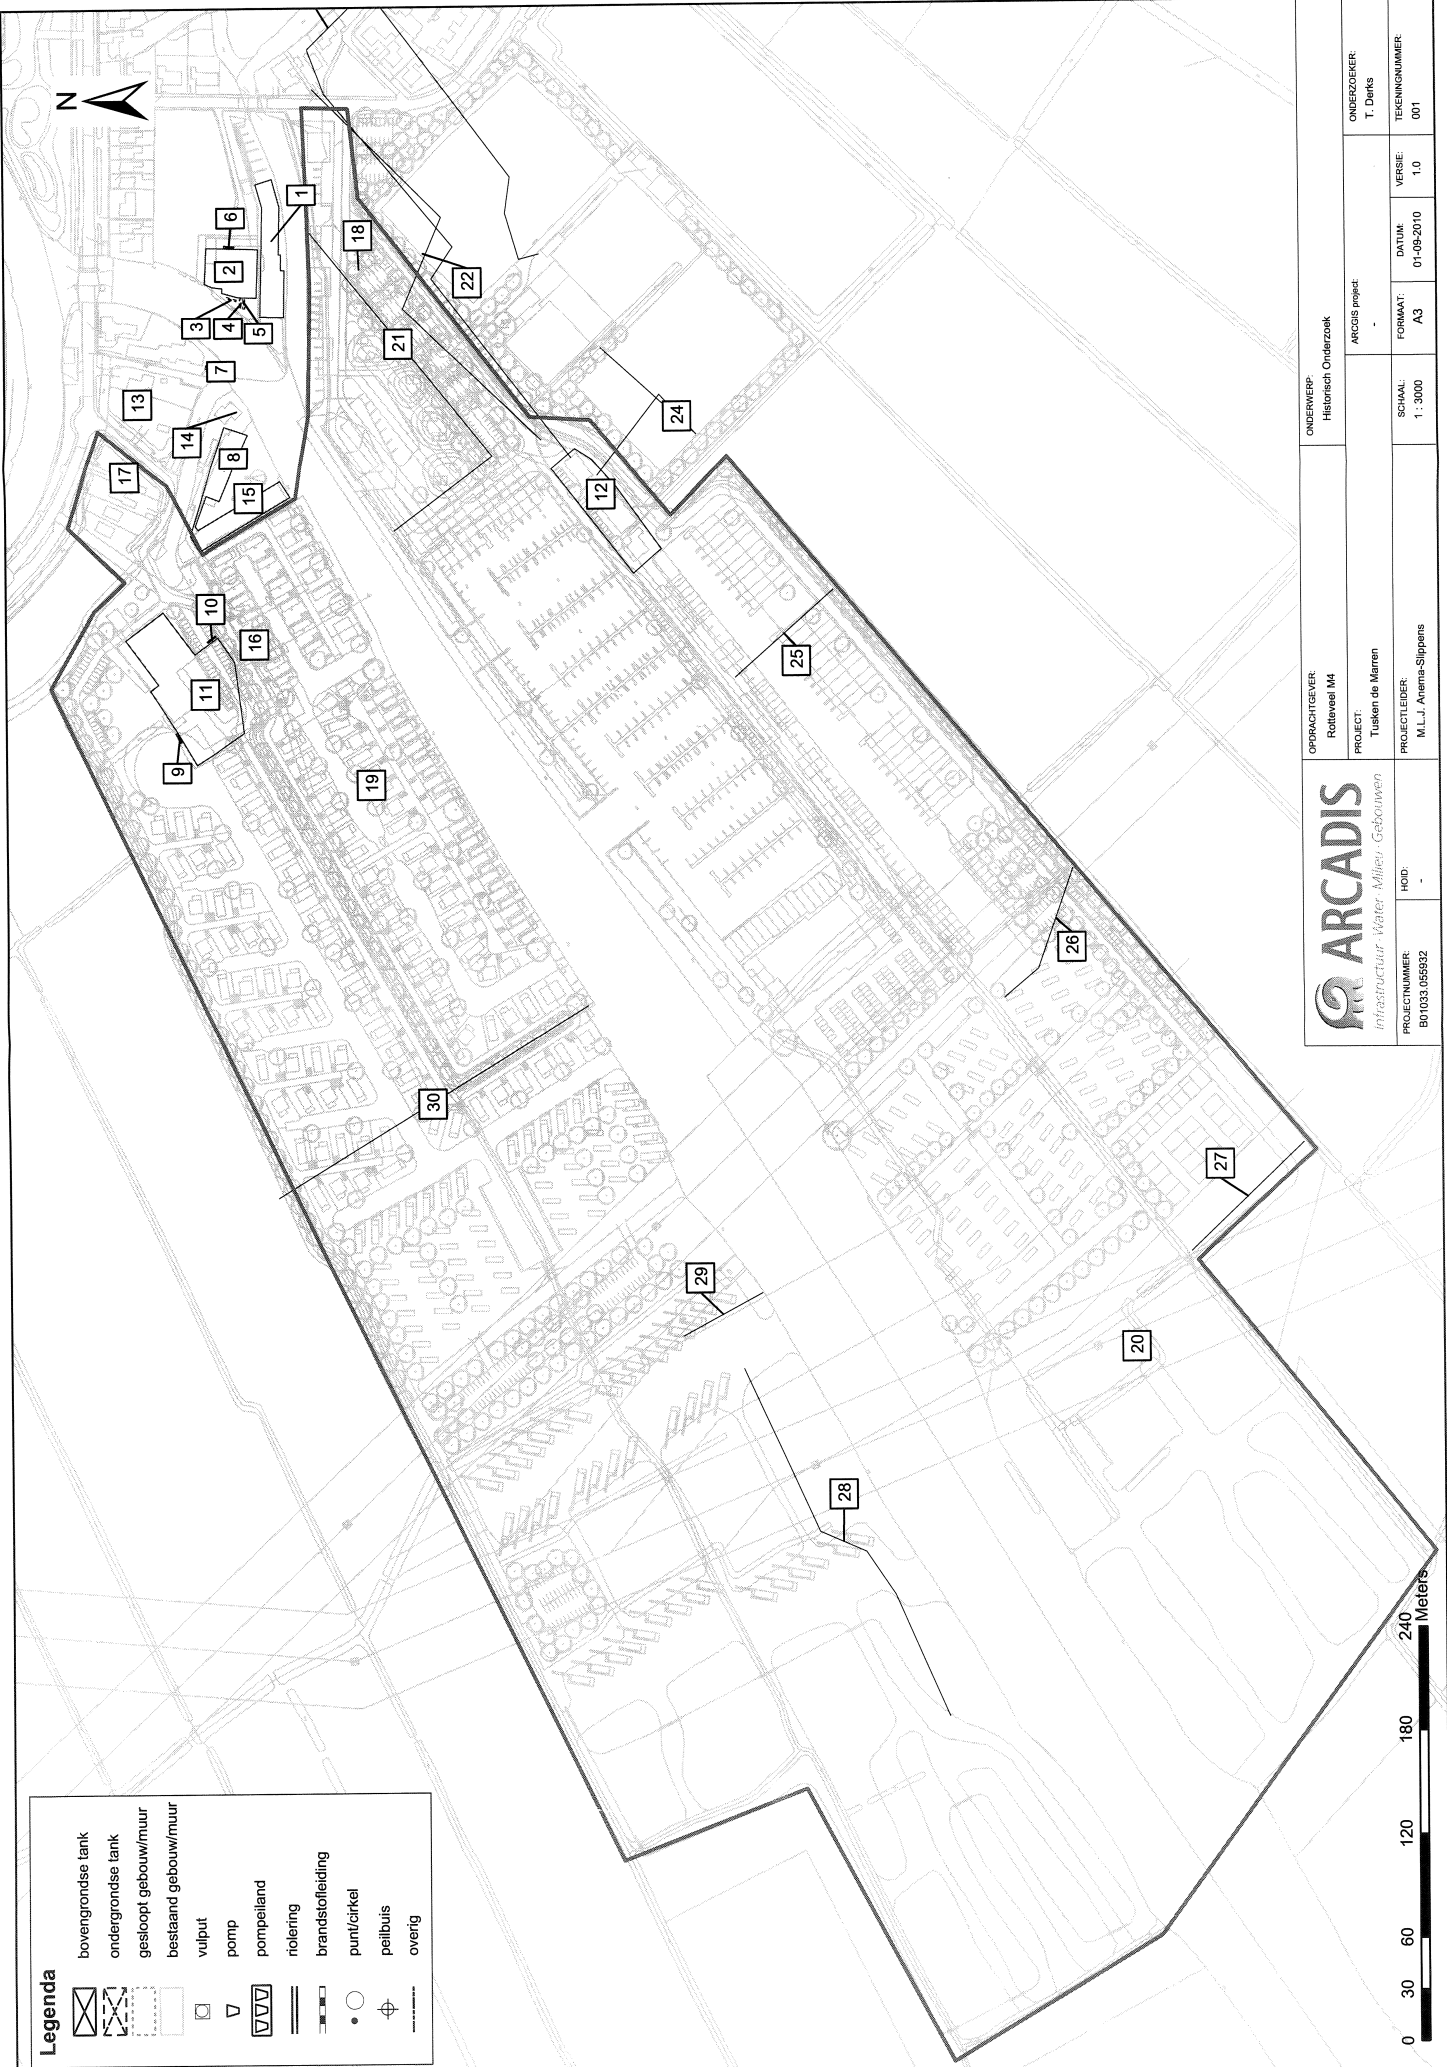 N
1
2
3
4
5
6
7
8
9
10
11
12
13
14
15
16
17
18
19
20
21
22
24
25
26
27
28
29
30
Legenda
bovengrondse tank
ondergrondse tank
gesloopt gebouw/muur
bestaand gebouw/muur
vulput
pomp
pompeiland
riolering
brandstofleiding
punt/cirkel
peilbuis
overig
0 30 60 120 180 240
Meters
ARCADIS
Infrastructuur · Water · Milieu · Gebouwen
OPDRACHTGEVER:
Rotteveel M4
ONDERWERP:
Historisch Onderzoek
PROJECT:
Tusken de Marren
ARCGIS project:
-
ONDERZOEKER:
T. Derks
PROJECTNUMMER:
B01033.055932
HOID:
-
PROJECTLEIDER:
M.L.J. Anema-Slippens
SCHAAL:
1 : 3000
FORMAAT:
A3
DATUM:
01-09-2010
VERSIE:
1.0
TEKENINGNUMMER:
001